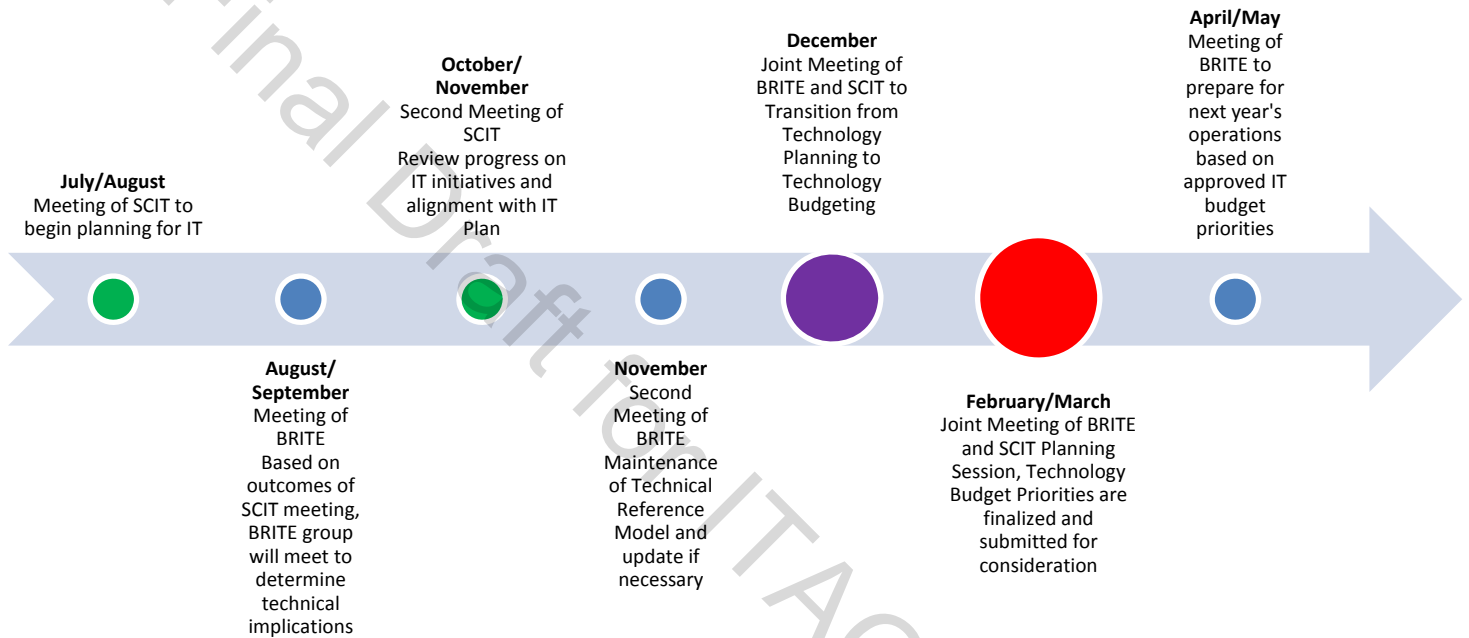 July/August
Meeting of SCIT to
begin planning for IT
August/
September
Meeting of
BRITE
Based on
outcomes of
SCIT meeting,
BRITE group
will meet to
determine
technical
implications
October/
November
Second Meeting of
SCIT
Review progress on
IT initiatives and
alignment with IT
Plan
November
Second
Meeting of
BRITE
Maintenance
of Technical
Reference
Model and
update if
necessary
December
Joint Meeting of
BRITE and SCIT to
Transition from
Technology
Planning to
Technology
Budgeting
February/March
Joint Meeting of BRITE
and SCIT Planning
Session, Technology
Budget Priorities are
finalized and
submitted for
consideration
April/May
Meeting of
BRITE to
prepare for
next year's
operations
based on
approved IT
budget
priorities
Final Draft for ITAC